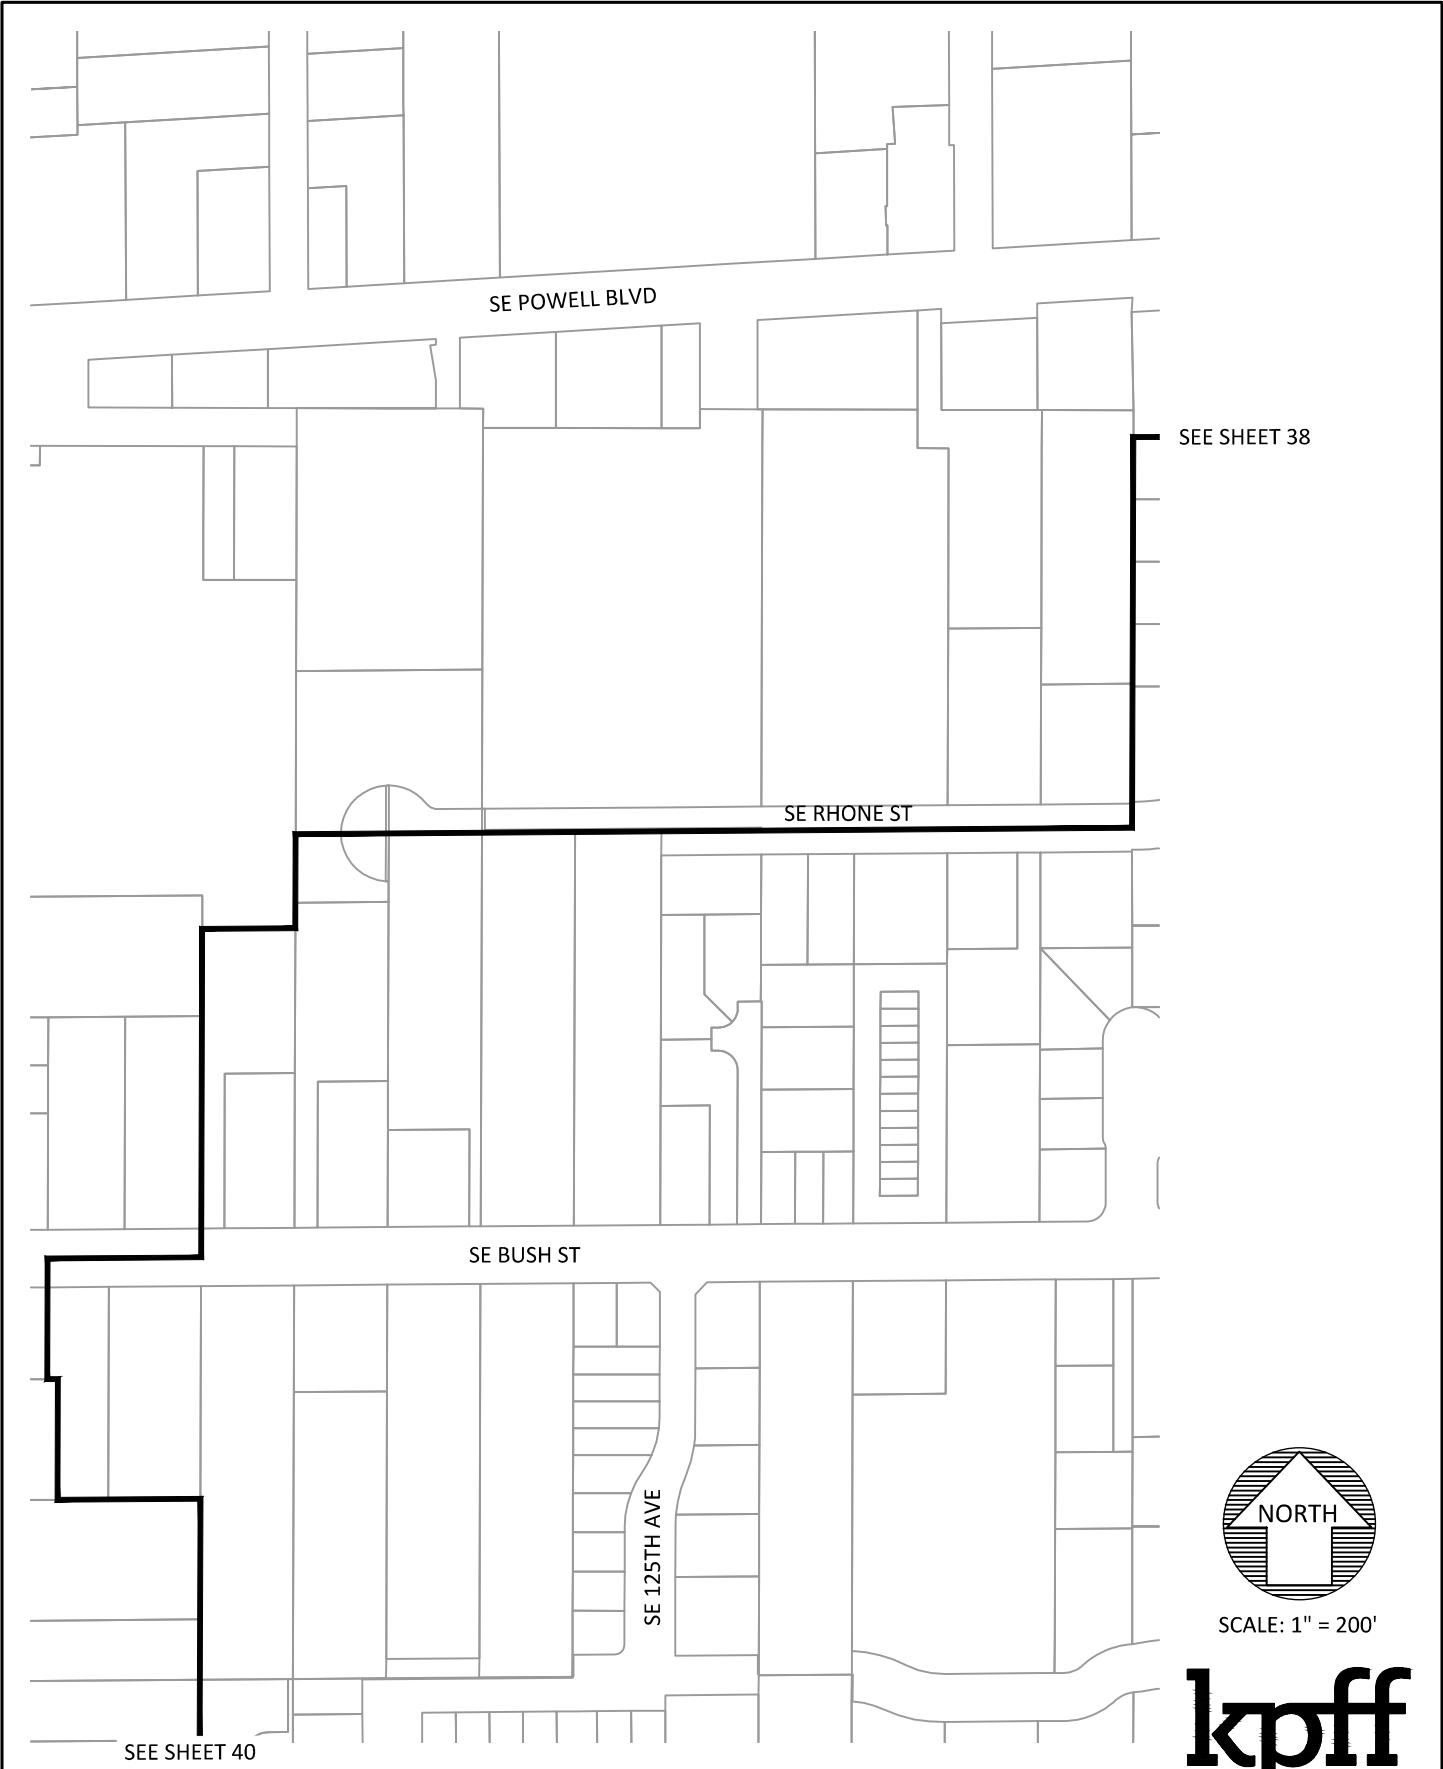 SE POWELL BLVD
SEE SHEET 38
SE RHONE ST
SE BUSH ST
SE 125TH AVE
NORTH
SCALE: 1" = 200'
kpff
SEE SHEET 40